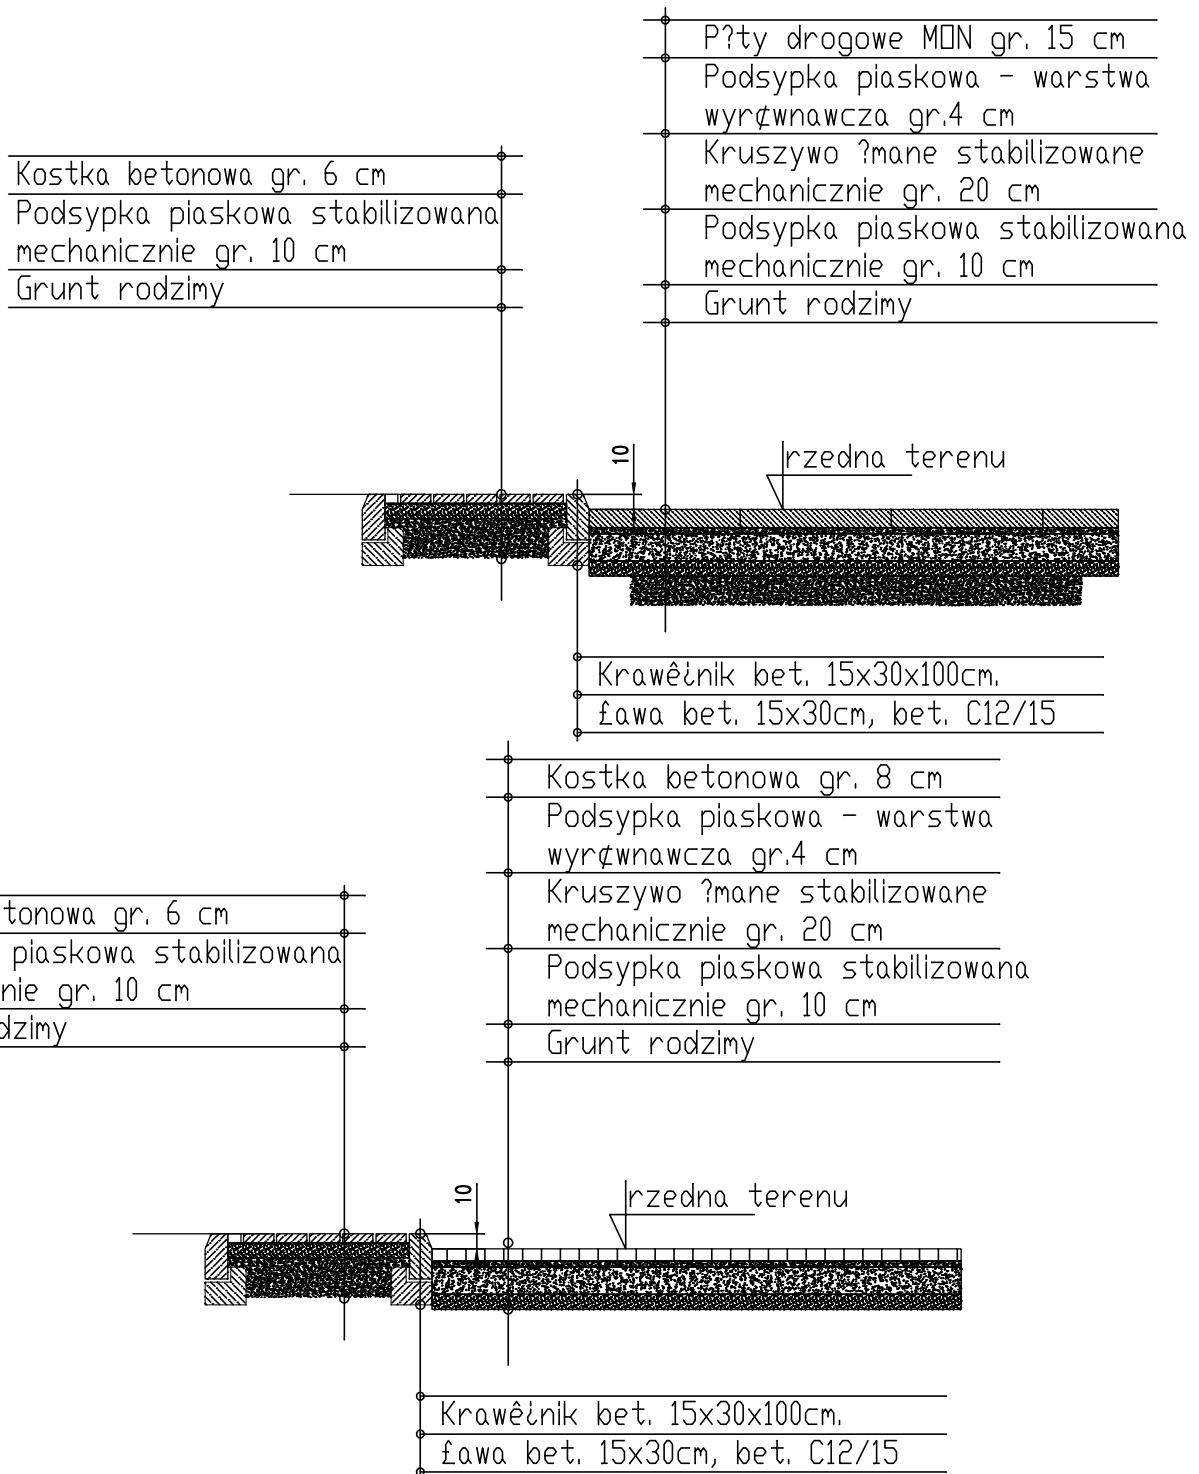 P?ty drogowe M▯N gr. 15 cm
Podsypka piaskowa - warstwa
wyr¢wnawcza gr.4 cm
Kruszywo ?mane stabilizowane
mechanicznie gr. 20 cm
Podsypka piaskowa stabilizowana
mechanicznie gr. 10 cm
Grunt rodzimy
Kostka betonowa gr. 6 cm
Podsypka piaskowa stabilizowana
mechanicznie gr. 10 cm
Grunt rodzimy
10
rzedna terenu
Krawê¿nik bet. 15x30x100cm.
£awa bet. 15x30cm, bet. C12/15
Kostka betonowa gr. 8 cm
Podsypka piaskowa - warstwa
wyr¢wnawcza gr.4 cm
Kruszywo ?mane stabilizowane
mechanicznie gr. 20 cm
Podsypka piaskowa stabilizowana
mechanicznie gr. 10 cm
Grunt rodzimy
tonowa gr. 6 cm
piaskowa stabilizowana
nie gr. 10 cm
dzimy
10
rzedna terenu
Krawê¿nik bet. 15x30x100cm.
£awa bet. 15x30cm, bet. C12/15